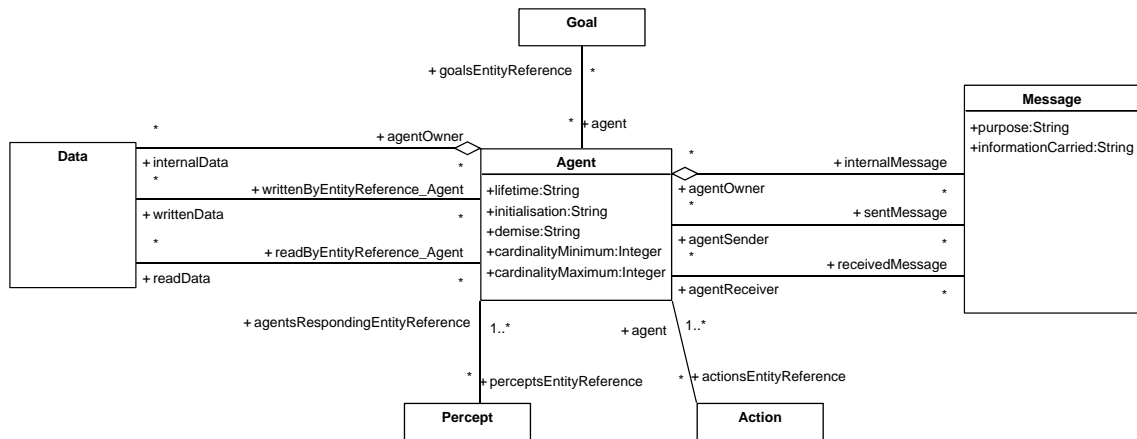 Goal
+ goalsEntityReference *
* + agent
Message
+purpose:String
+informationCarried:String
* + agentOwner
Data
+ internalData *
Agent
* + internalMessage
+ agentOwner *
* + writtenByEntityReference_Agent
+ writtenData *
+lifetime:String
+initialisation:String
+demise:String
+cardinalityMinimum:Integer
+cardinalityMaximum:Integer
* + sentMessage
+ agentSender *
* + readByEntityReference_Agent
+ readData *
* + receivedMessage
+ agentReceiver *
+ agentsRespondingEntityReference 1..*
+ agent 1..*
* + perceptsEntityReference
* + actionsEntityReference
Percept
Action